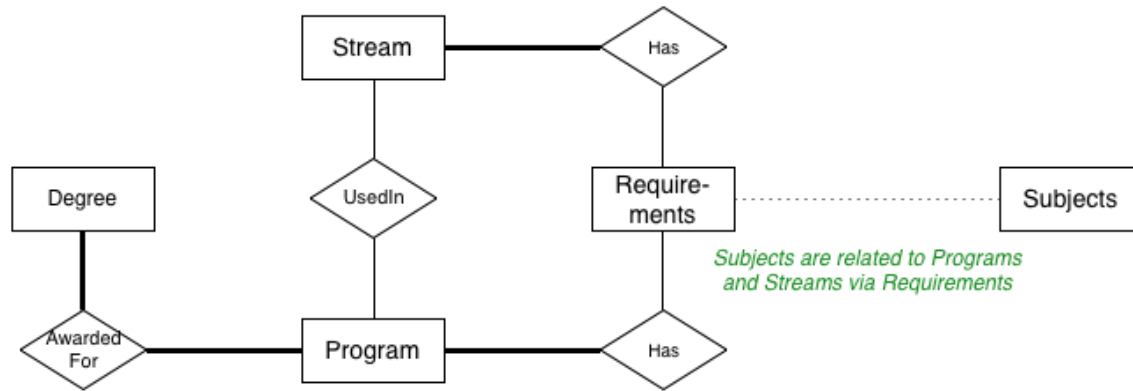 Stream
Has
Degree
UsedIn
Require-
ments
Subjects
Subjects are related to Programs
and Streams via Requirements
Awarded
For
Program
Has